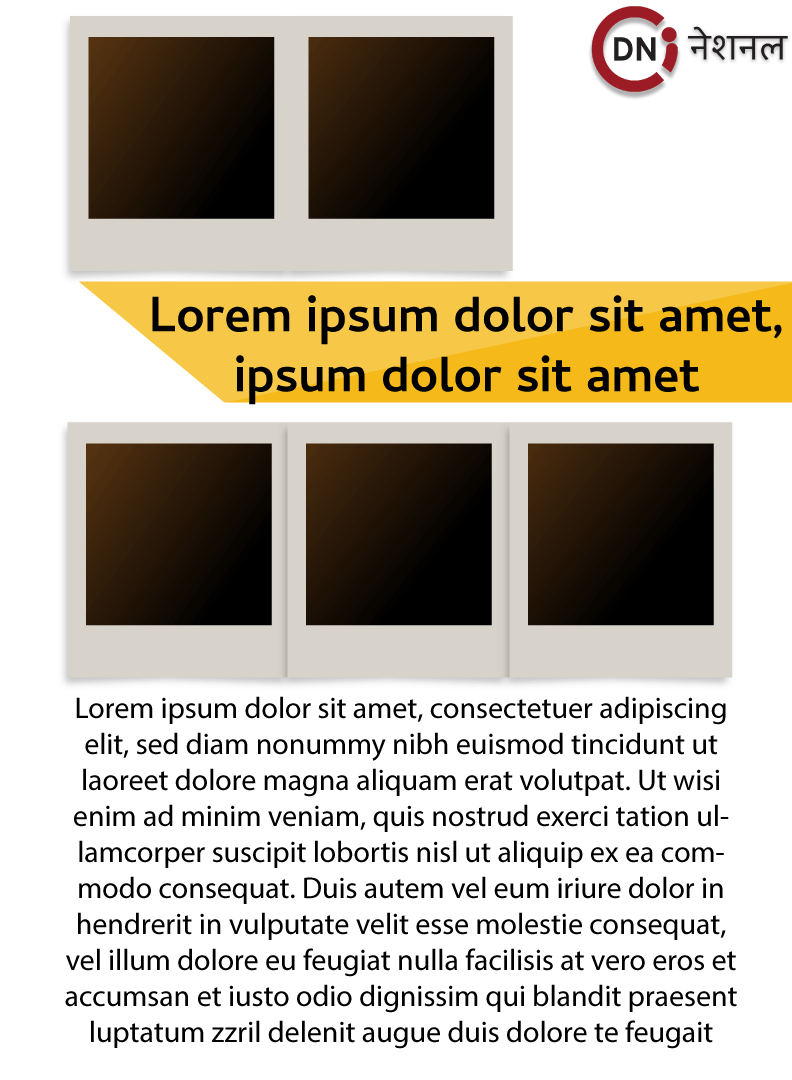 DNi नेशनल
Lorem ipsum dolor sit amet,
ipsum dolor sit amet
Lorem ipsum dolor sit amet, consectetuer adipiscing
elit, sed diam nonummy nibh euismod tincidunt ut
laoreet dolore magna aliquam erat volutpat. Ut wisi
enim ad minim veniam, quis nostrud exerci tation ul-
lamcorper suscipit lobortis nisl ut aliquip ex ea com-
modo consequat. Duis autem vel eum iriure dolor in
hendrerit in vulputate velit esse molestie consequat,
vel illum dolore eu feugiat nulla facilisis at vero eros et
accumsan et iusto odio dignissim qui blandit praesent
luptatum zzril delenit augue duis dolore te feugait